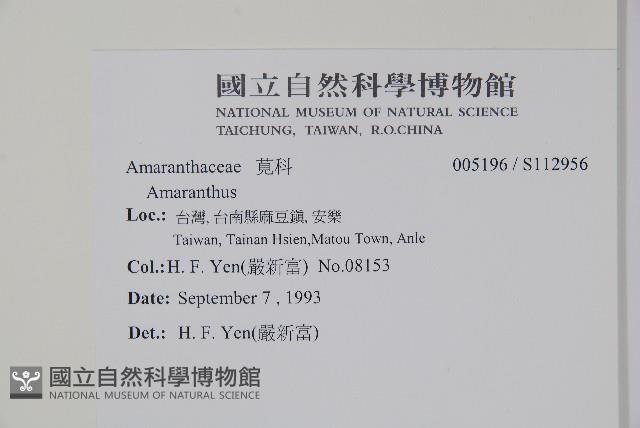 國立自然科學博物館
NATIONAL MUSEUM OF NATURAL SCIENCE
TAICHUNG, TAIWAN, R.O.CHINA
Amaranthaceae 莧科 005196 / S112956
Amaranthus
Loc.: 台灣, 台南縣麻豆鎮, 安樂
Taiwan, Tainan Hsien,Matou Town, Anle
Col.:H. F. Yen(嚴新富) No.08153
Date: September 7 , 1993
Det.: H. F. Yen(嚴新富)
國立自然科學博物館
NATIONAL MUSEUM OF NATURAL SCIENCE